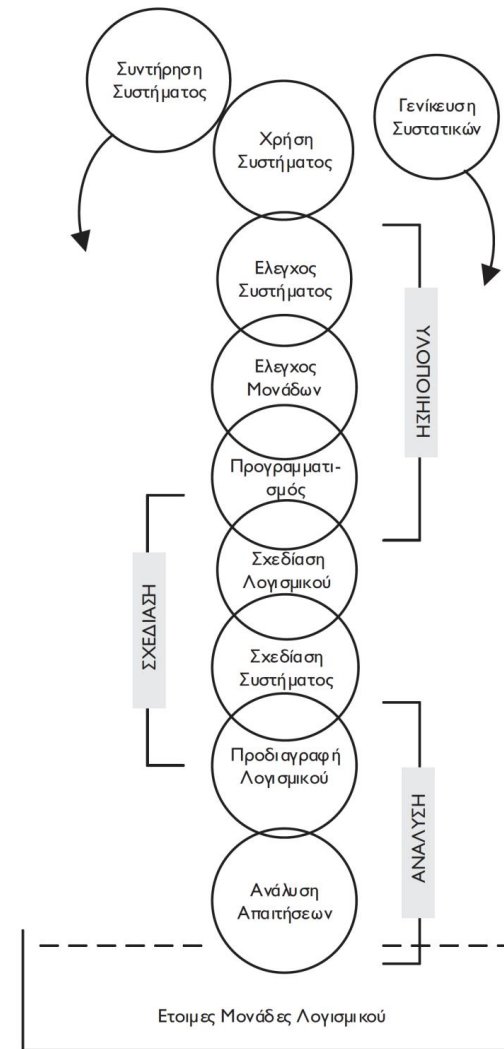 Συντήρηση
Συστήματος
Γενίκευση
Συστατικών
Χρήση
Συστήματος
Ελεγχος
Συστήματος
ΥΛΟΠΟΙΗΣΗ
Ελεγχος
Μονάδων
Προγραμματι-
σμός
Σχεδίαση
Λογισμικού
ΣΧΕΔΙΑΣΗ
Σχεδίαση
Συστήματος
Προδιαγραφή
Λογισμικού
ΑΝΑΛΥΣΗ
Ανάλυση
Απαιτήσεων
Ετοιμες Μονάδες Λογισμικού